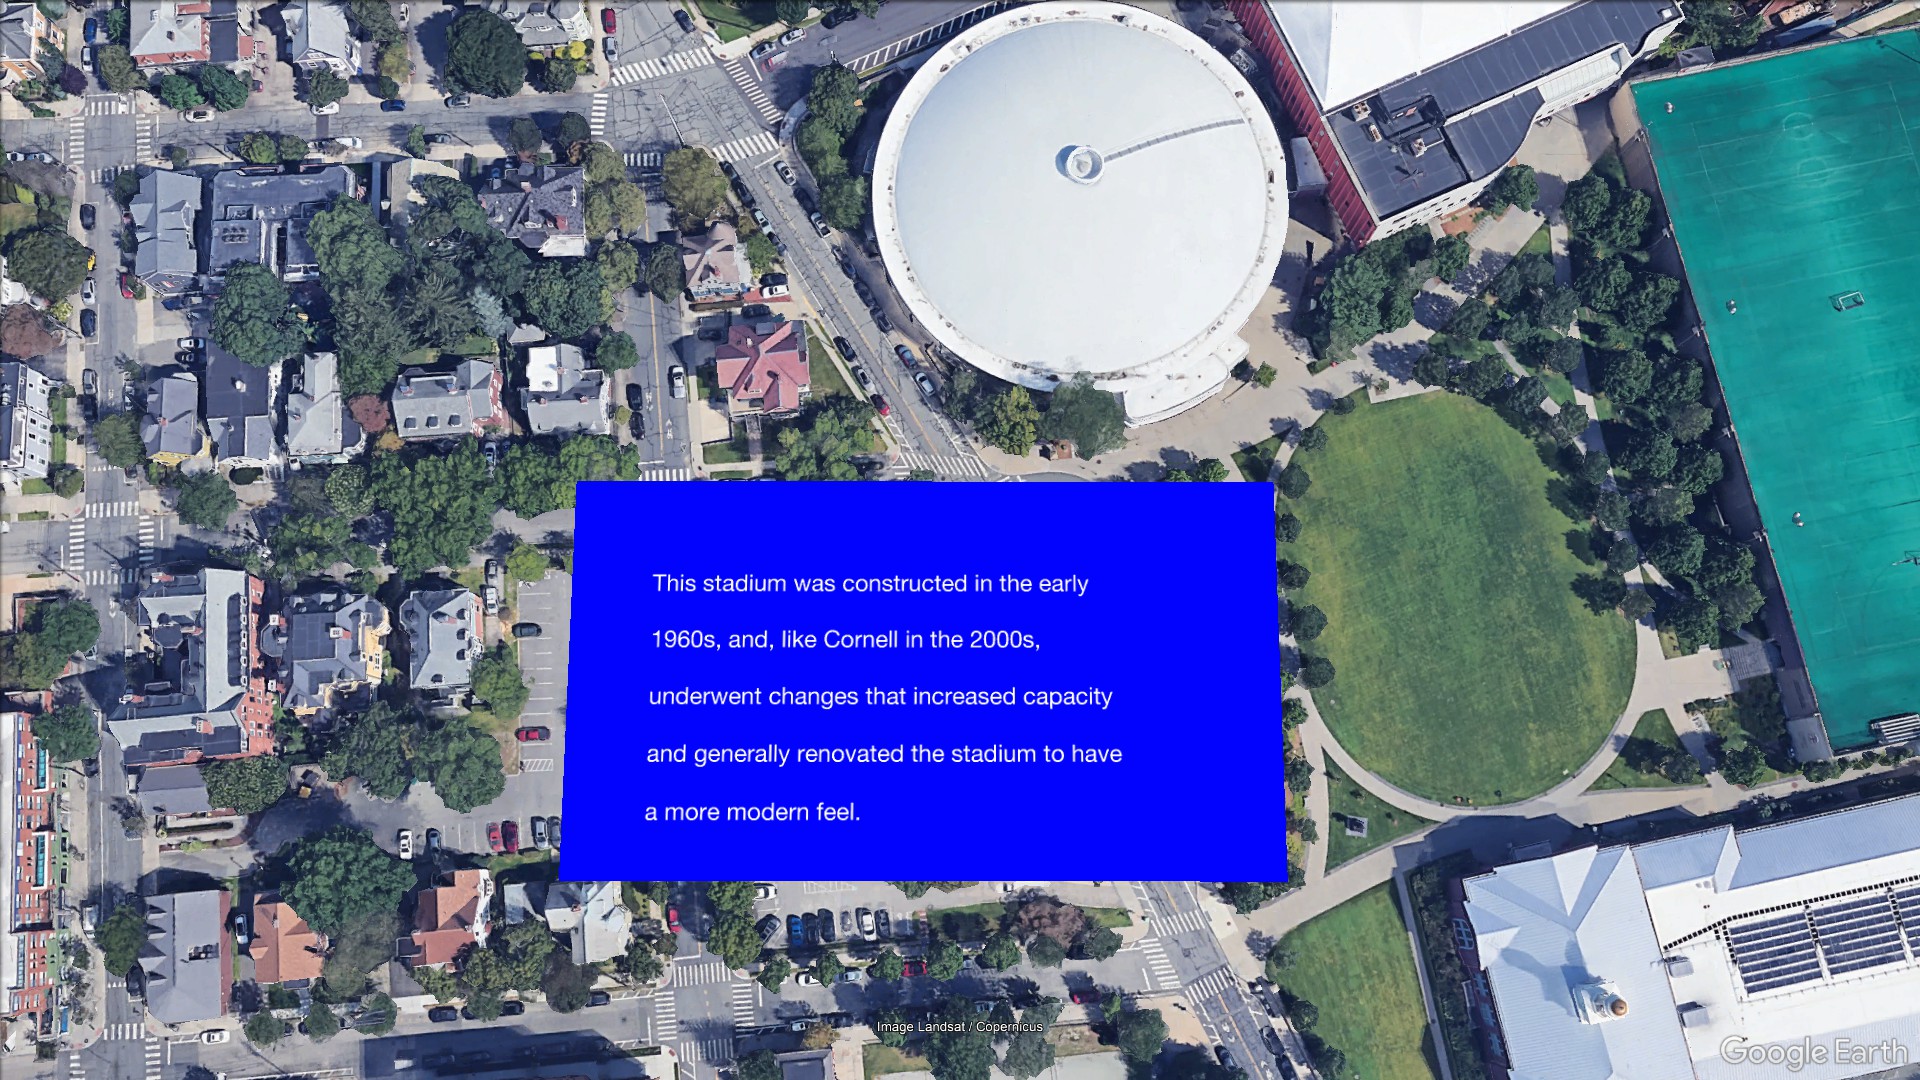 This stadium was constructed in the early
1960s, and, like Cornell in the 2000s,
underwent changes that increased capacity
and generally renovated the stadium to have
a more modern feel.
Image Landsat / Copernicus
Google Earth